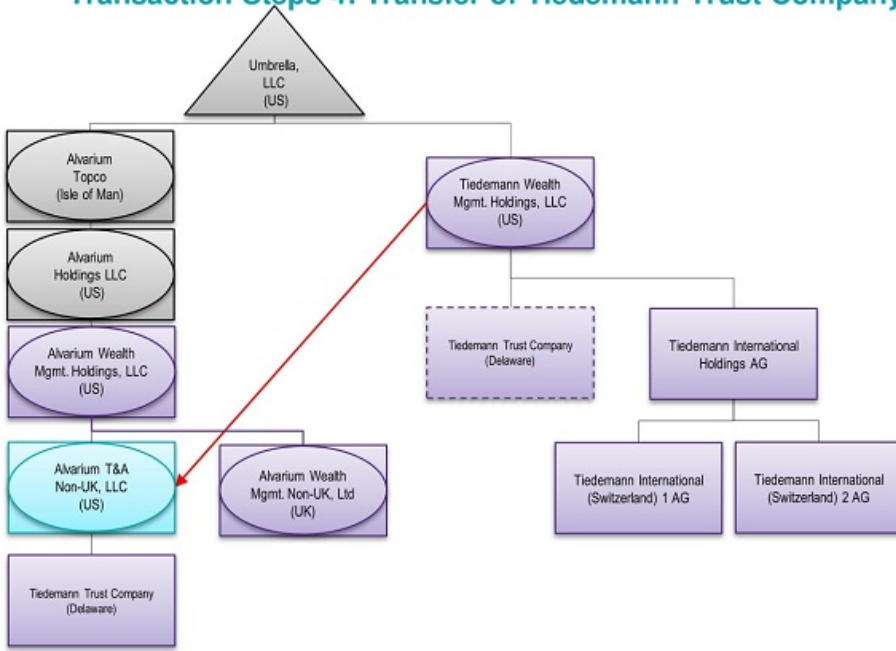 Transaction Steps 4: Transfer of Tiedemann Trust Company
Umbrella,
LLC
(US)
Alvarium
Topco
(Isle of Man)
Tiedemann Wealth
Mgmt. Holdings, LLC
(US)
Alvarium
Holdings LLC
(US)
Alvarium Wealth
Mgmt. Holdings, LLC
(US)
Tiedemann Trust Company
(Delaware)
Tiedemann International
Holdings AG
Alvarium T&A
Non-UK, LLC
(US)
Alvarium Wealth
Mgmt. Non-UK, Ltd
(UK)
Tiedemann International
(Switzerland) 1 AG
Tiedemann International
(Switzerland) 2 AG
Tiedemann Trust Company
(Delaware)